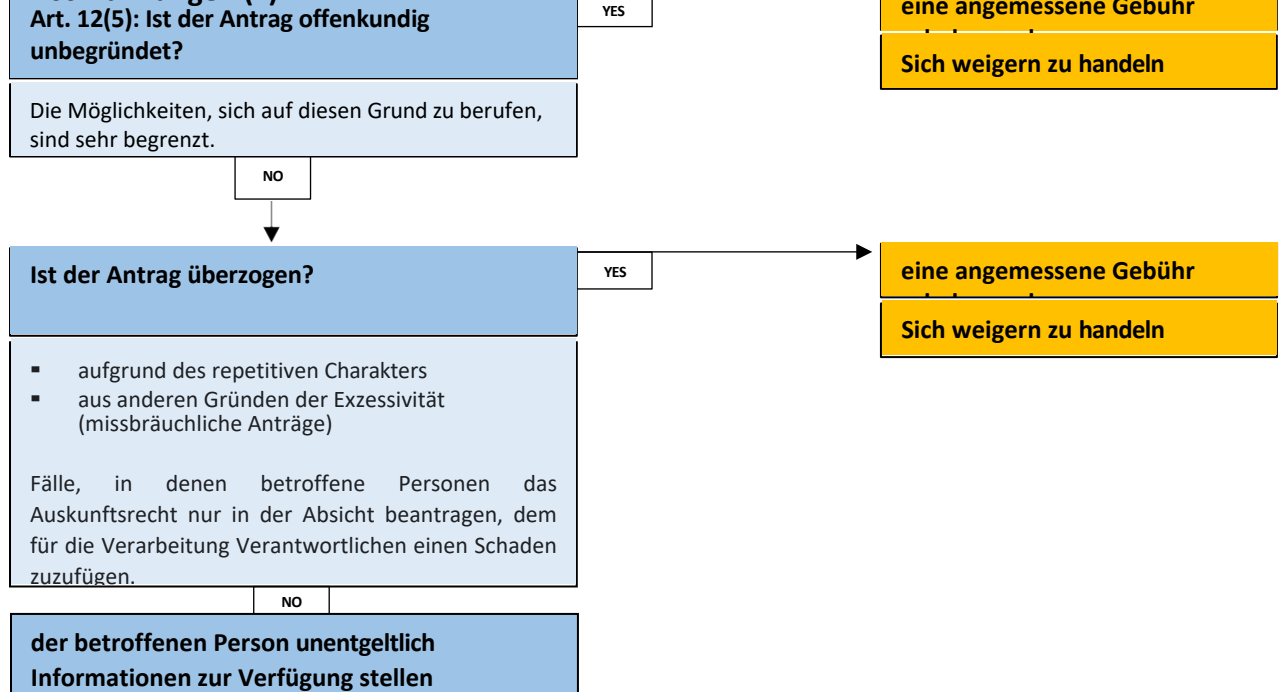 Art. 12(5): Ist der Antrag offenkundig
unbegründet?
YES
eine angemessene Gebühr
Sich weigern zu handeln
Die Möglichkeiten, sich auf diesen Grund zu berufen,
sind sehr begrenzt.
NO
Ist der Antrag überzogen?
YES
eine angemessene Gebühr
Sich weigern zu handeln
▪ aufgrund des repetitiven Charakters
▪ aus anderen Gründen der Exzessivität
(missbräuchliche Anträge)
Fälle, in denen betroffene Personen das
Auskunftsrecht nur in der Absicht beantragen, dem
für die Verarbeitung Verantwortlichen einen Schaden
zuzufügen.
NO
der betroffenen Person unentgeltlich
Informationen zur Verfügung stellen